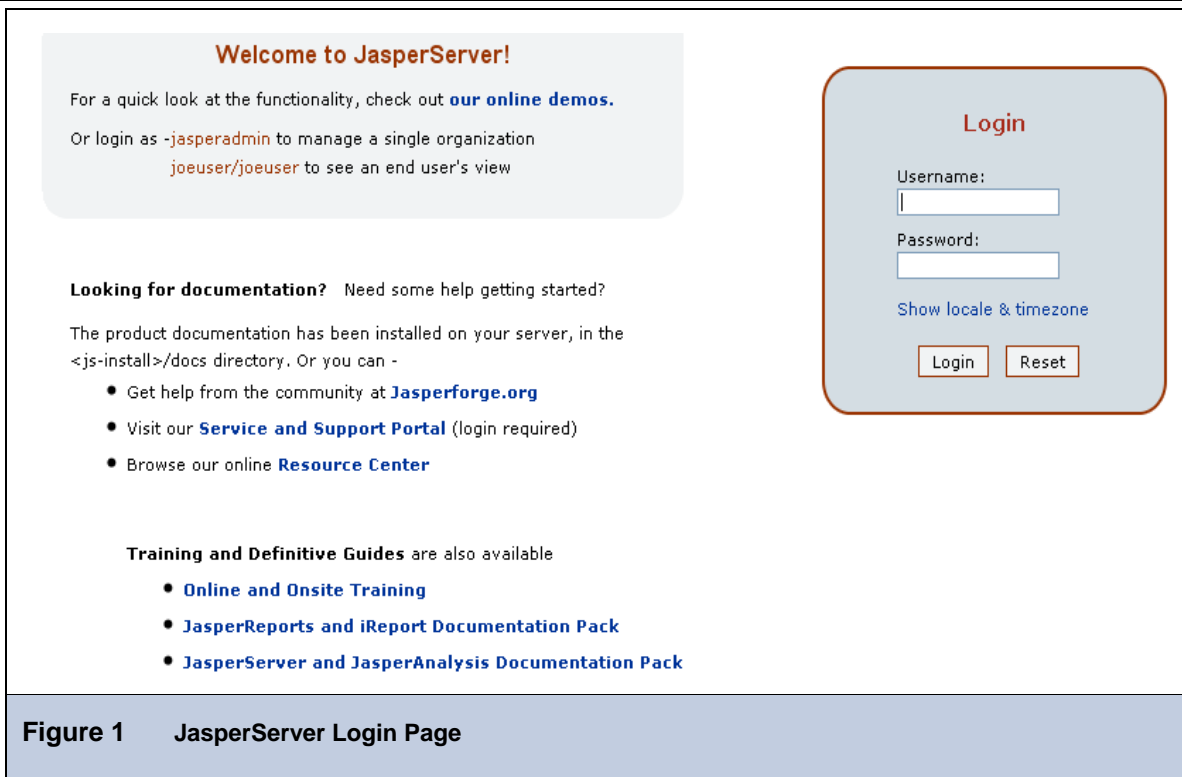 Welcome to JasperServer!
For a quick look at the functionality, check out our online demos.
Or login as -jasperadmin to manage a single organization
joeuser/joeuser to see an end user's view
Looking for documentation? Need some help getting started?
The product documentation has been installed on your server, in the
<js-install>/docs directory. Or you can -
• Get help from the community at Jasperforge.org
• Visit our Service and Support Portal (login required)
• Browse our online Resource Center
Training and Definitive Guides are also available
• Online and Onsite Training
• JasperReports and iReport Documentation Pack
• JasperServer and JasperAnalysis Documentation Pack
Login
Username:
Password:
Show locale & timezone
Login Reset
Figure 1 JasperServer Login Page